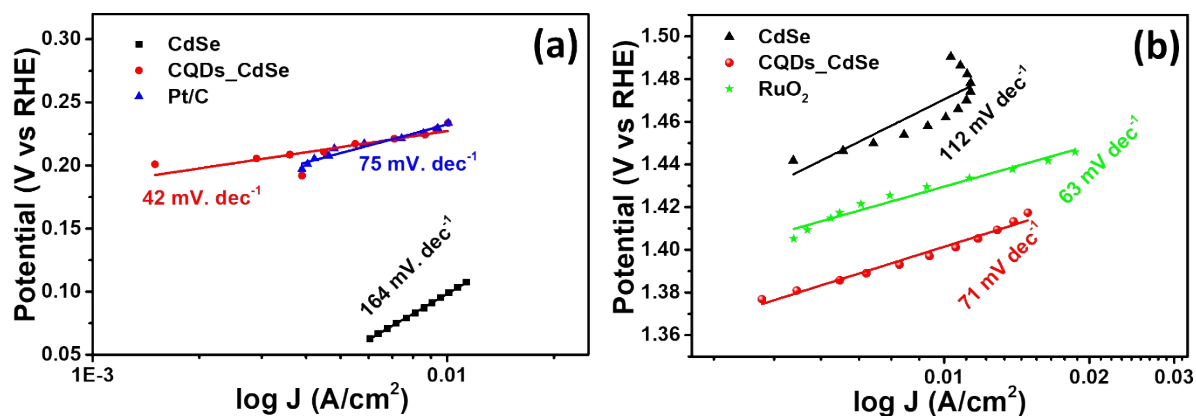 (a)
CdSe
CQDs_CdSe
Pt/C
42 mV. dec⁻¹
75 mV. dec⁻¹
164 mV. dec⁻¹
Potential (V vs RHE)
0.30
0.25
0.20
0.15
0.10
0.05
1E-3
0.01
log J (A/cm²)
(b)
CdSe
CQDs_CdSe
RuO₂
112 mV dec⁻¹
63 mV dec⁻¹
71 mV dec⁻¹
Potential (V vs RHE)
1.50
1.48
1.46
1.44
1.42
1.40
1.38
1.36
0.01
0.02
0.03
log J (A/cm²)